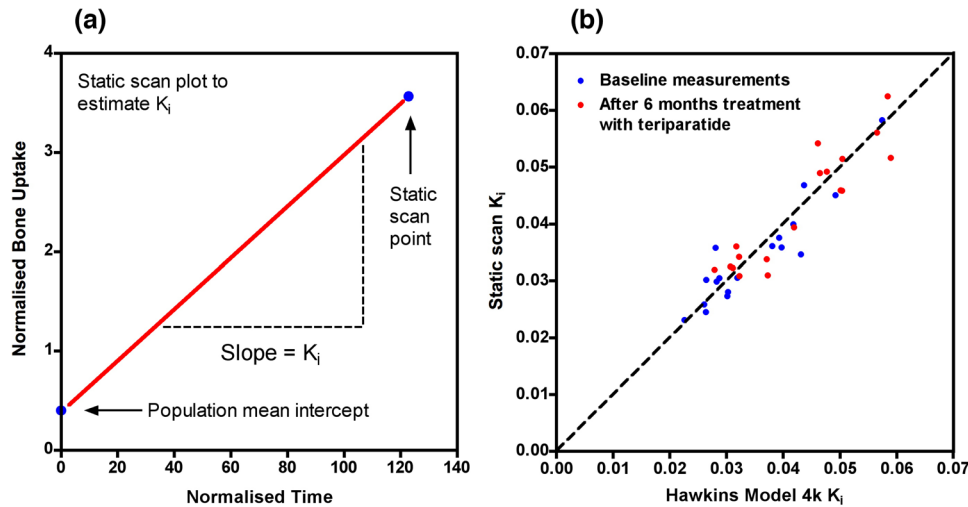 (a)
Static scan plot to
estimate Ki
Static
scan
point
Slope = Ki
Population mean intercept
Normalised Bone Uptake
4
3
2
1
0
0 20 40 60 80 100 120 140
Normalised Time
(b)
Baseline measurements
After 6 months treatment
with teriparatide
Static scan Ki
0.07
0.06
0.05
0.04
0.03
0.02
0.01
0.00
0.00 0.01 0.02 0.03 0.04 0.05 0.06 0.07
Hawkins Model 4k Ki